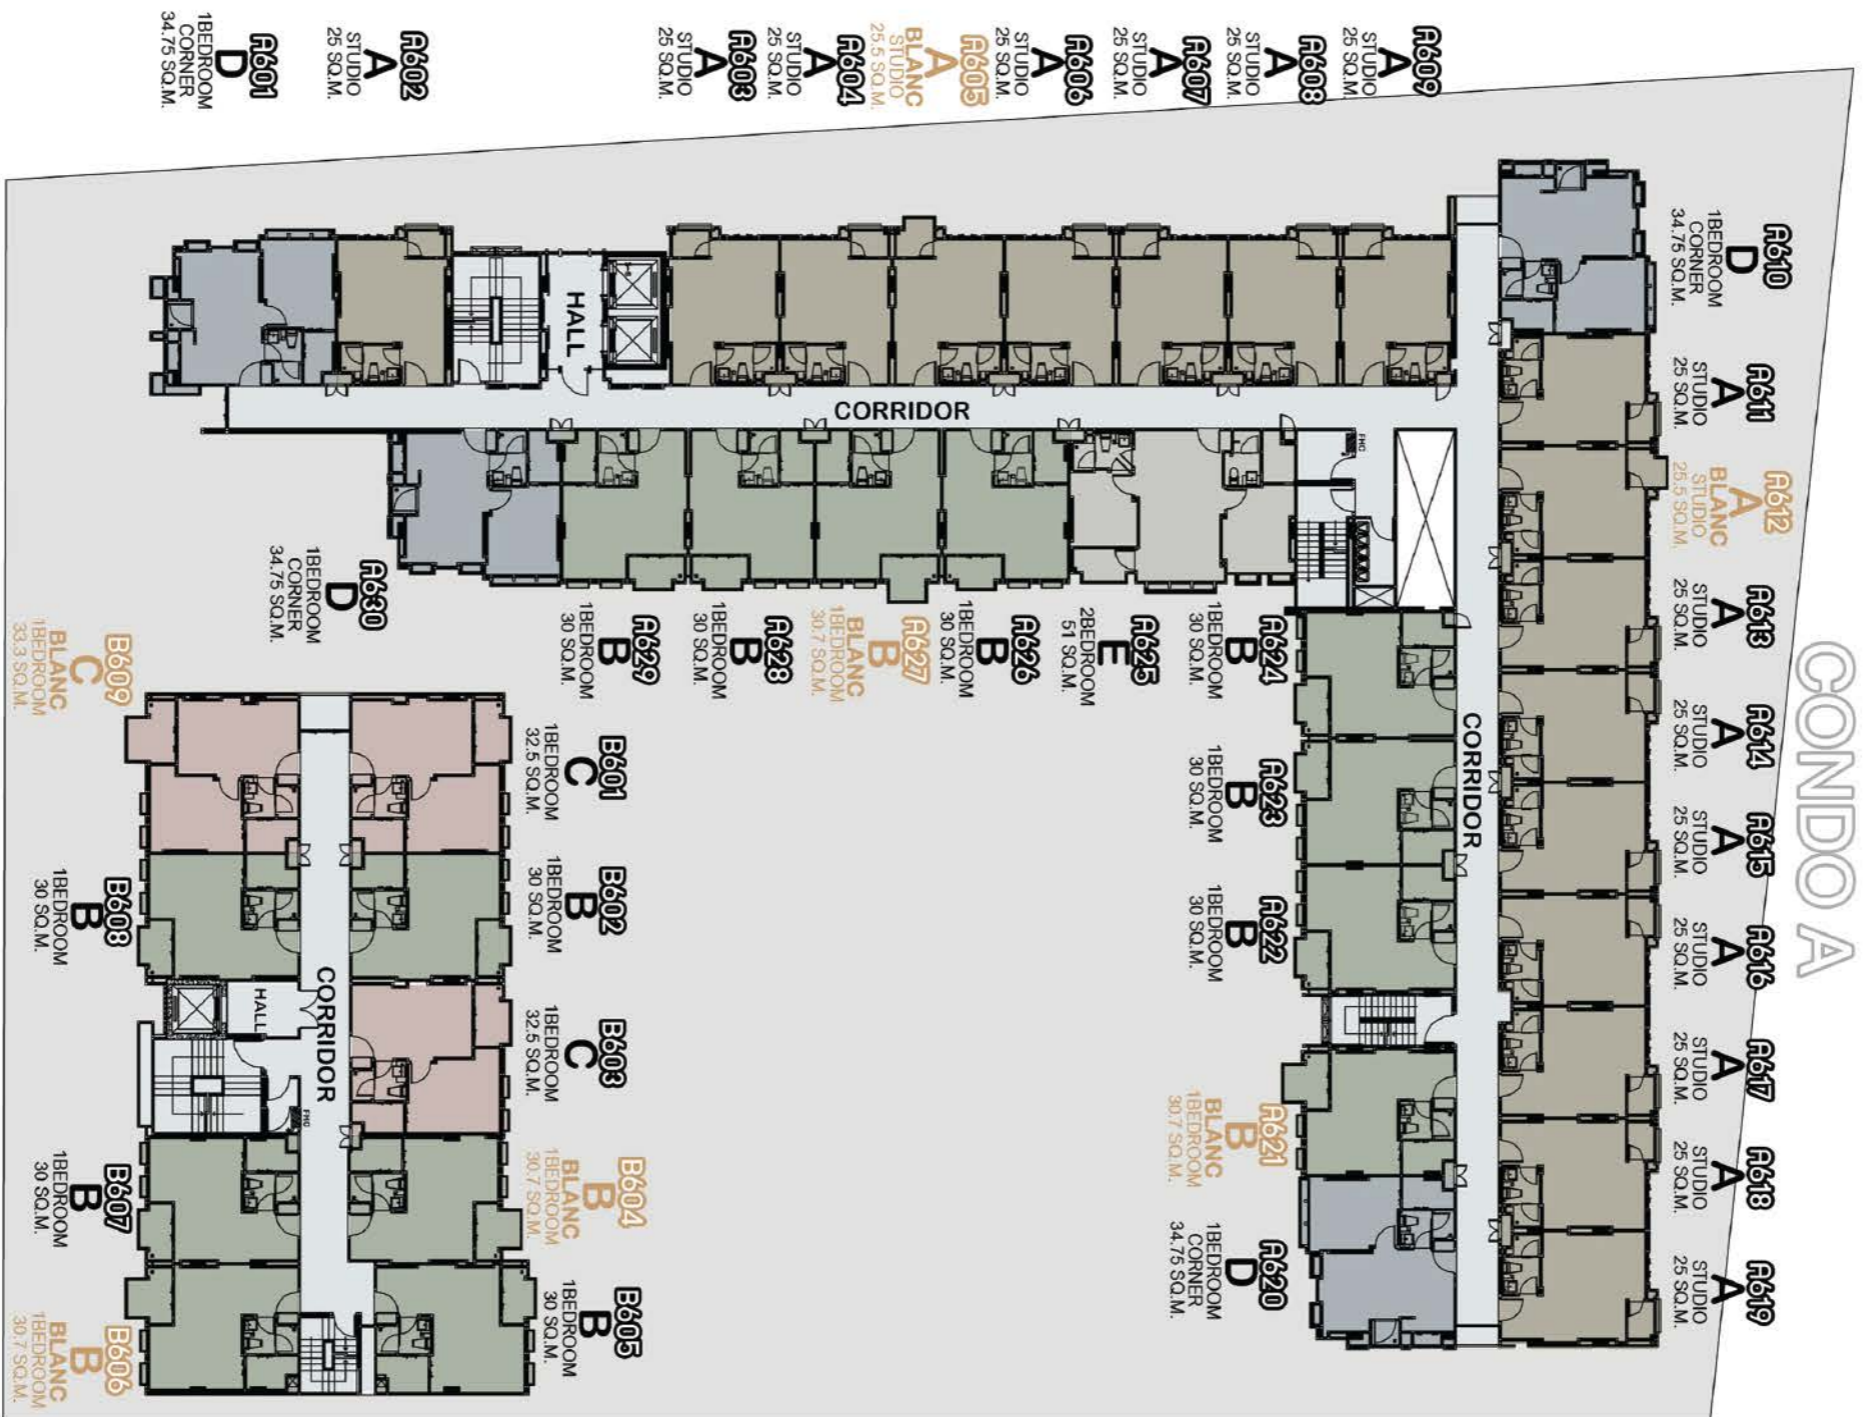 A601
D
1BEDROOM
CORNER
34.75 SQ.M.
A602
A
STUDIO
25 SQ.M.
A603
A
STUDIO
25 SQ.M.
A604
A
STUDIO
25 SQ.M.
A605
A
BLANC
STUDIO
25.5 SQ.M.
A606
A
STUDIO
25 SQ.M.
A607
A
STUDIO
25 SQ.M.
A608
A
STUDIO
25 SQ.M.
A609
A
STUDIO
25 SQ.M.
A610
D
1BEDROOM
CORNER
34.75 SQ.M.
A611
A
STUDIO
25 SQ.M.
A612
A
BLANC
STUDIO
25.5 SQ.M.
A613
A
STUDIO
25 SQ.M.
A614
A
STUDIO
25 SQ.M.
A615
A
STUDIO
25 SQ.M.
A616
A
STUDIO
25 SQ.M.
A617
A
STUDIO
25 SQ.M.
A618
A
STUDIO
25 SQ.M.
A619
A
STUDIO
25 SQ.M.
CONDO A
HALL
CORRIDOR
FHC
CORRIDOR
A630
D
1BEDROOM
CORNER
34.75 SQ.M.
A629
B
1BEDROOM
30 SQ.M.
A628
B
1BEDROOM
30 SQ.M.
A627
B
BLANC
1BEDROOM
30.7 SQ.M.
A626
B
1BEDROOM
30 SQ.M.
A625
E
2BEDROOM
51 SQ.M.
A624
B
1BEDROOM
30 SQ.M.
A623
B
1BEDROOM
30 SQ.M.
A622
B
1BEDROOM
30 SQ.M.
A621
B
BLANC
1BEDROOM
30.7 SQ.M.
A620
D
1BEDROOM
CORNER
34.75 SQ.M.
B609
C
BLANC
1BEDROOM
33.3 SQ.M.
B608
B
1BEDROOM
30 SQ.M.
B607
B
1BEDROOM
30 SQ.M.
B606
B
BLANC
1BEDROOM
30.7 SQ.M.
HALL
CORRIDOR
FHC
B601
C
1BEDROOM
32.5 SQ.M.
B602
B
1BEDROOM
30 SQ.M.
B603
C
1BEDROOM
32.5 SQ.M.
B604
B
BLANC
1BEDROOM
30.7 SQ.M.
B605
B
1BEDROOM
30 SQ.M.